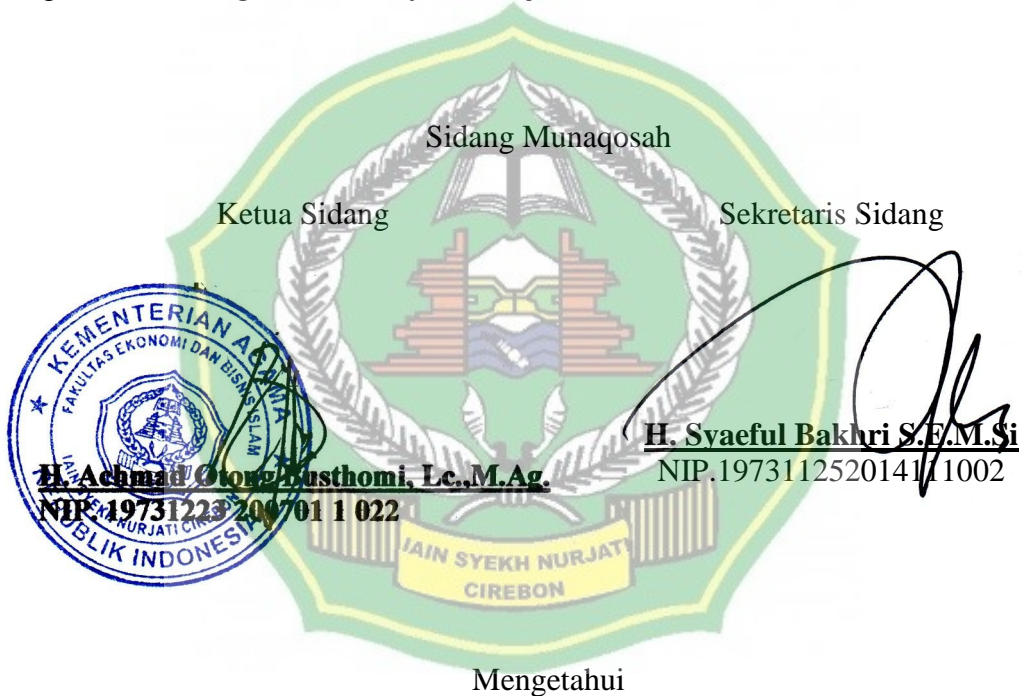 Sidang Munaqosah
Ketua Sidang
Sekretaris Sidang
KEMENTERIAN AGAMA
FAKULTAS EKONOMI DAN BISNIS ISLAM
IAIN SYEKH NURJATI CIREBON
REPUBLIK INDONESIA
H. Achmad Otong Busthomi, Lc.,M.Ag.
NIP. 19731223 200701 1 022
H. Syaeful Bakhri S.E.M.Si
NIP.197311252014111002
IAIN SYEKH NURJATI
CIREBON
Mengetahui